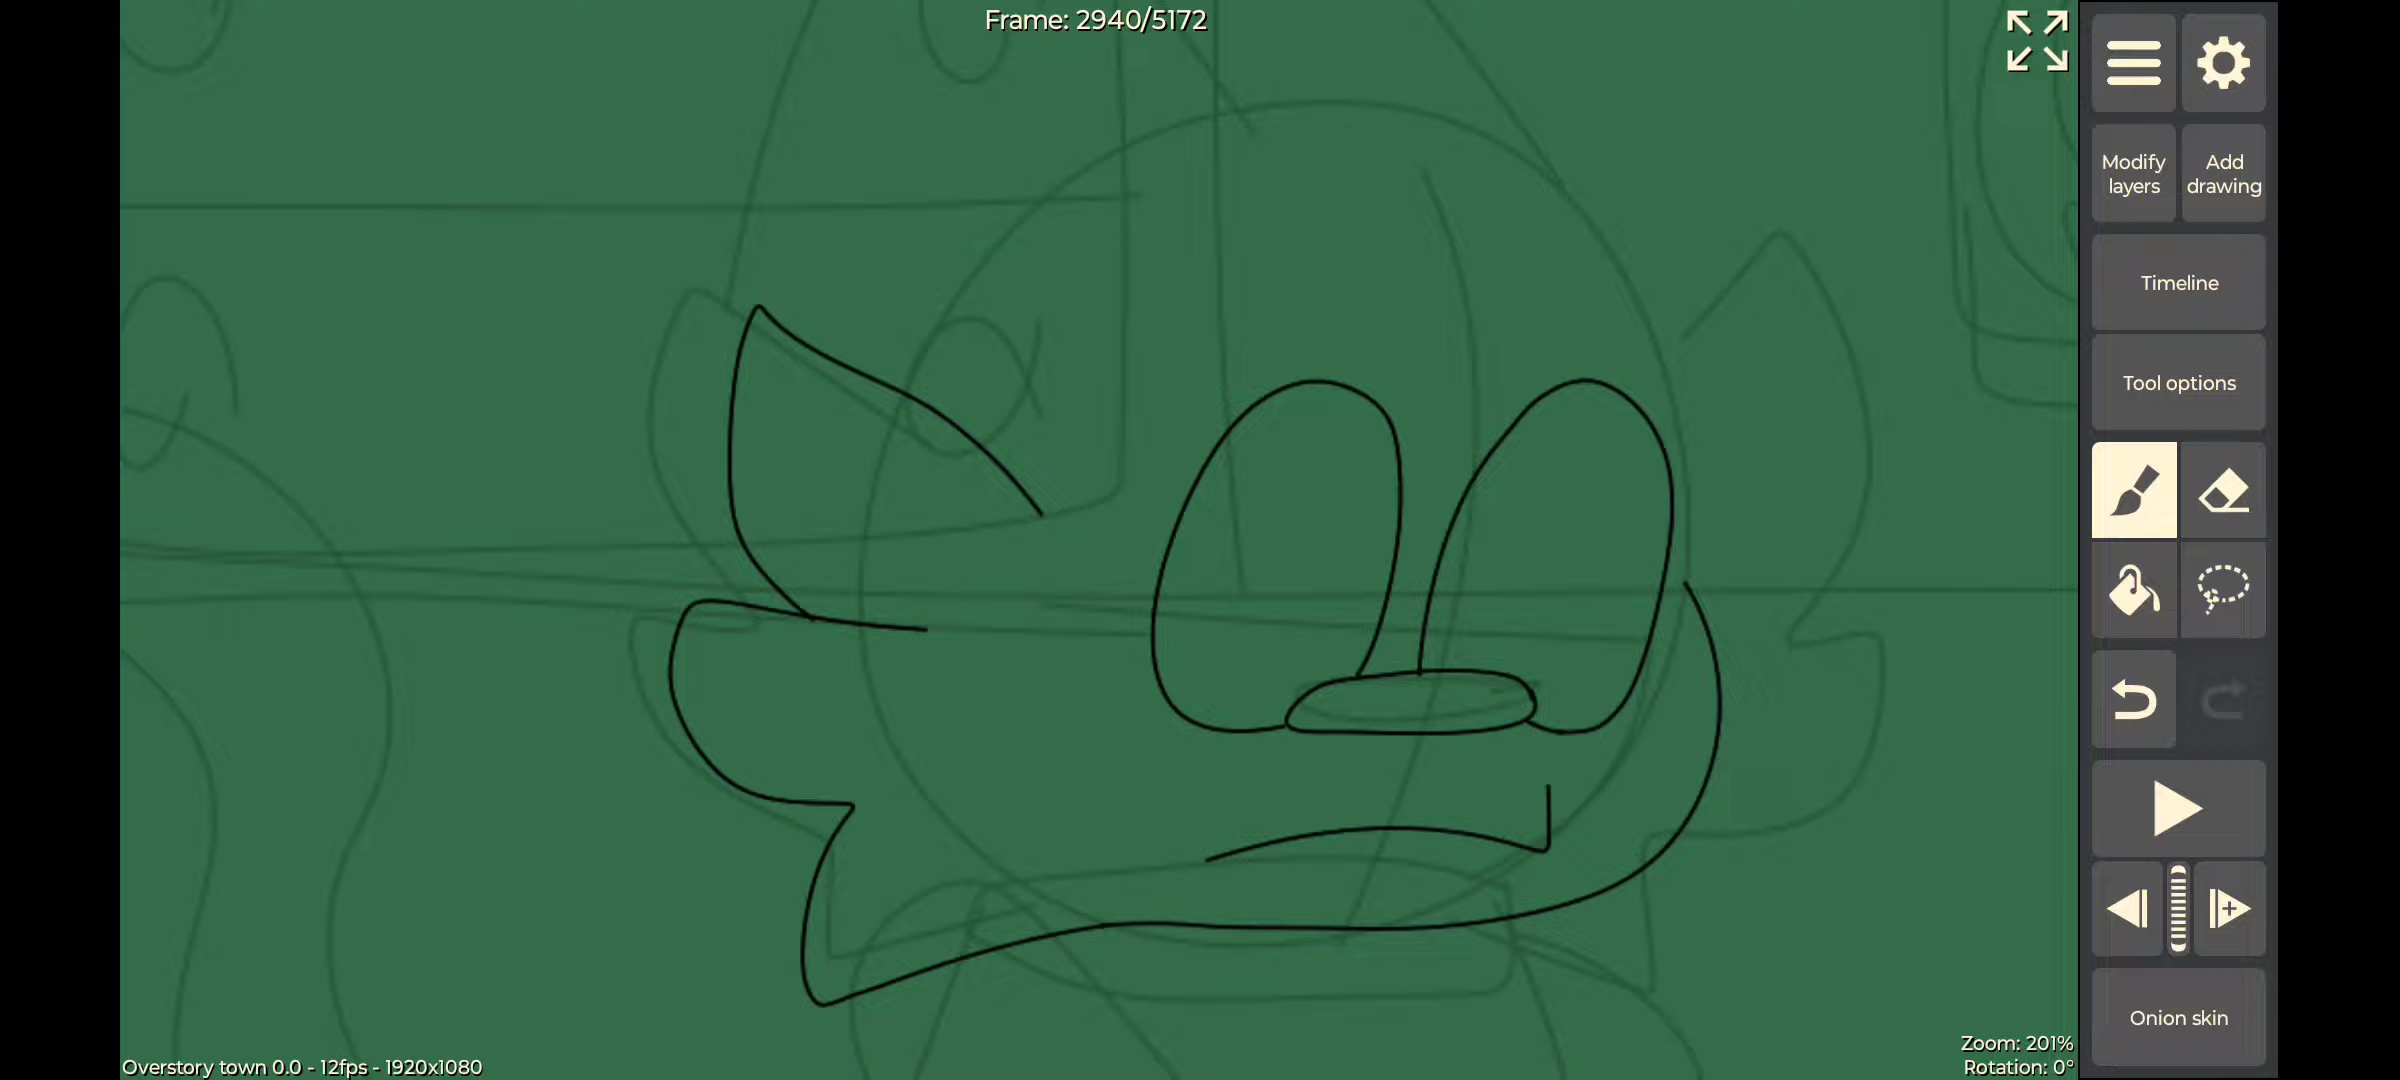 Frame: 2940/5172
Modify
layers
Add
drawing
Timeline
Tool options
Onion skin
Zoom: 201%
Rotation: 0°
Overstory town 0.0 - 12fps - 1920x1080